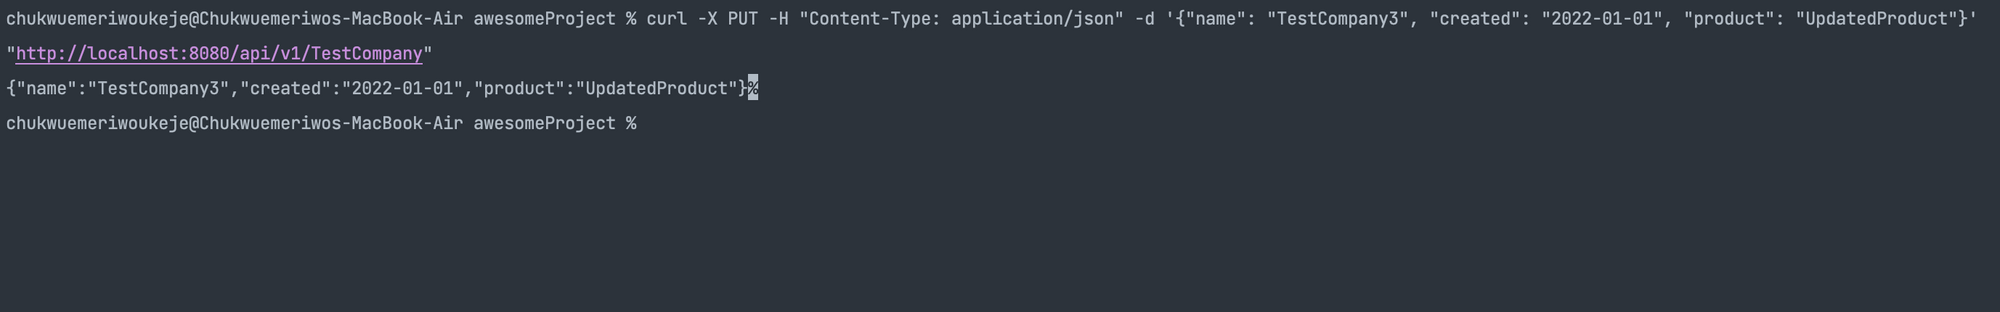 chukwuemeriwoukeje@Chukwuemeriwos-MacBook-Air awesomeProject % curl -X PUT -H "Content-Type: application/json" -d '{"name": "TestCompany3", "created": "2022-01-01", "product": "UpdatedProduct"}'
"http://localhost:8080/api/v1/TestCompany"
{"name":"TestCompany3","created":"2022-01-01","product":"UpdatedProduct"}%
chukwuemeriwoukeje@Chukwuemeriwos-MacBook-Air awesomeProject %